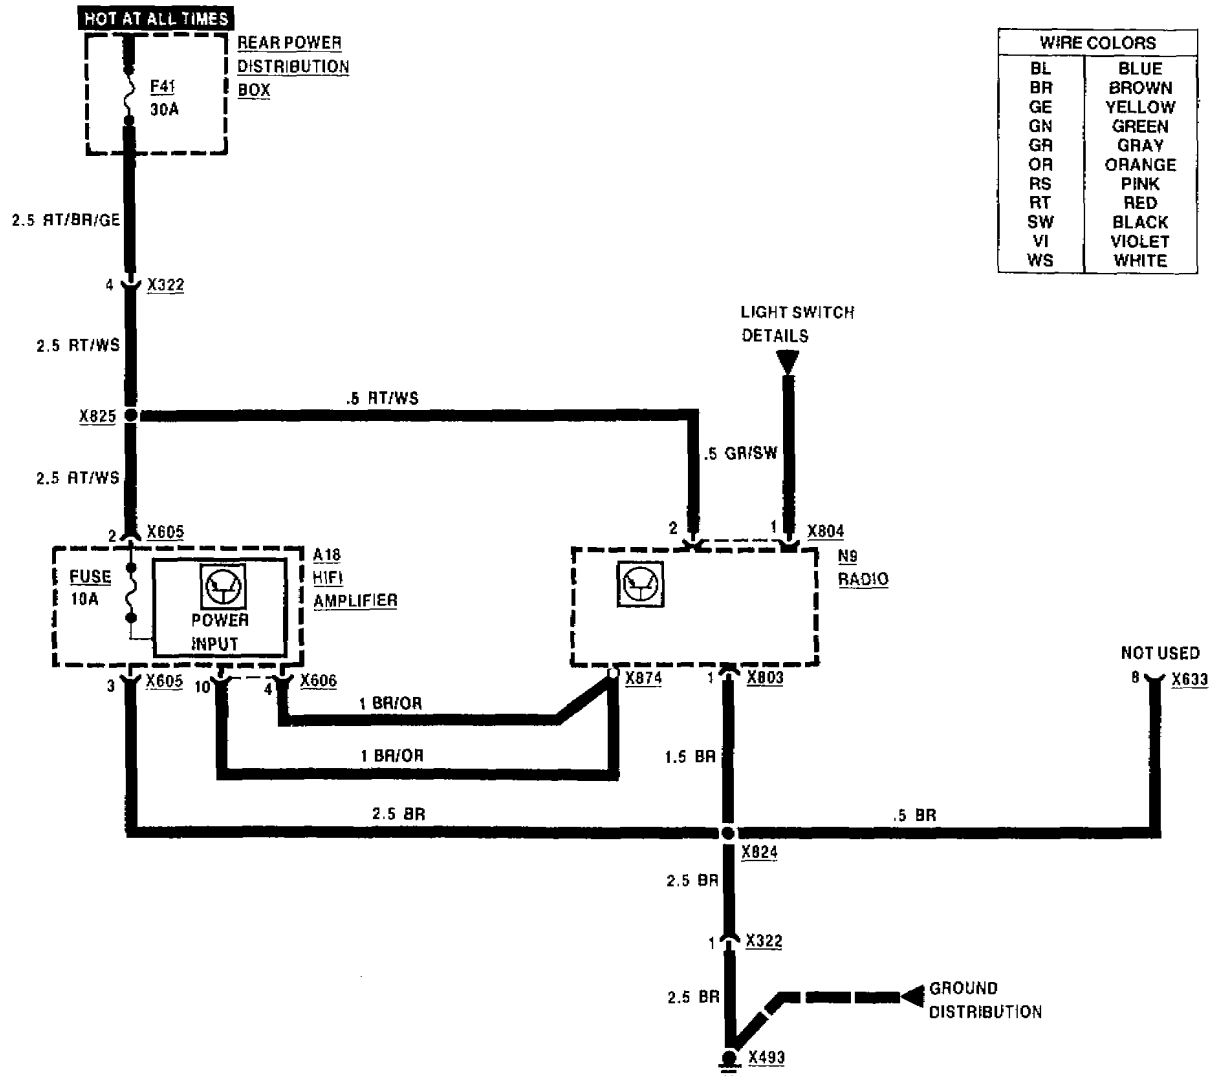 HOT AT ALL TIMES
REAR POWER
DISTRIBUTION
BOX
F41
30A
WIRE COLORS
BL BLUE
BR BROWN
GE YELLOW
GN GREEN
GR GRAY
OR ORANGE
RS PINK
RT RED
SW BLACK
VI VIOLET
WS WHITE
2.5 RT/BR/GE
4 X322
LIGHT SWITCH
DETAILS
2.5 RT/WS
.5 RT/WS
X825
.5 GR/SW
2.5 RT/WS
2 X605
2 1 X804
A18
HIFI
AMPLIFIER
FUSE
10A
POWER
INPUT
N9
RADIO
NOT USED
8 X633
3 X605
10 4 X606
X874
1 X803
1 BR/OR
1 BR/OR
1.5 BR
2.5 BR
.5 BR
X824
2.5 BR
1 X322
2.5 BR
GROUND
DISTRIBUTION
X493